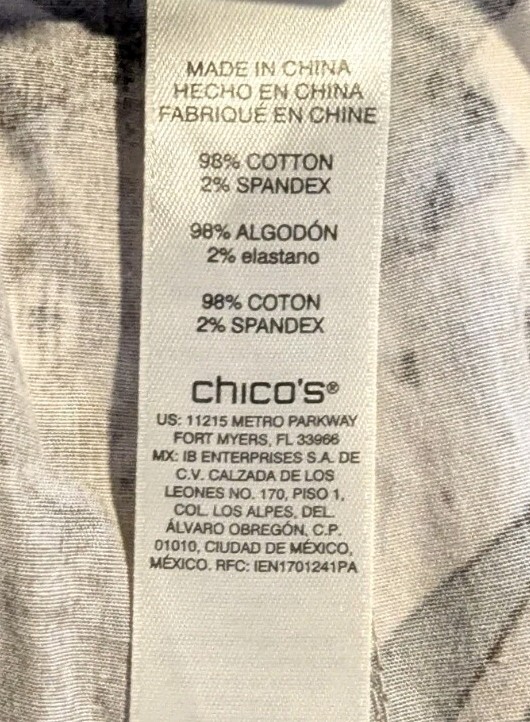 MADE IN CHINA
HECHO EN CHINA
FABRIQUÉ EN CHINE
98% COTTON
2% SPANDEX
98% ALGODÓN
2% elastano
98% COTON
2% SPANDEX
chico's®
US: 11215 METRO PARKWAY
FORT MYERS, FL 33966
MX: IB ENTERPRISES S.A. DE
C.V. CALZADA DE LOS
LEONES NO. 170, PISO 1,
COL. LOS ALPES, DEL.
ÁLVARO OBREGÓN, C.P.
01010, CIUDAD DE MÉXICO,
MÉXICO. RFC: IEN1701241PA